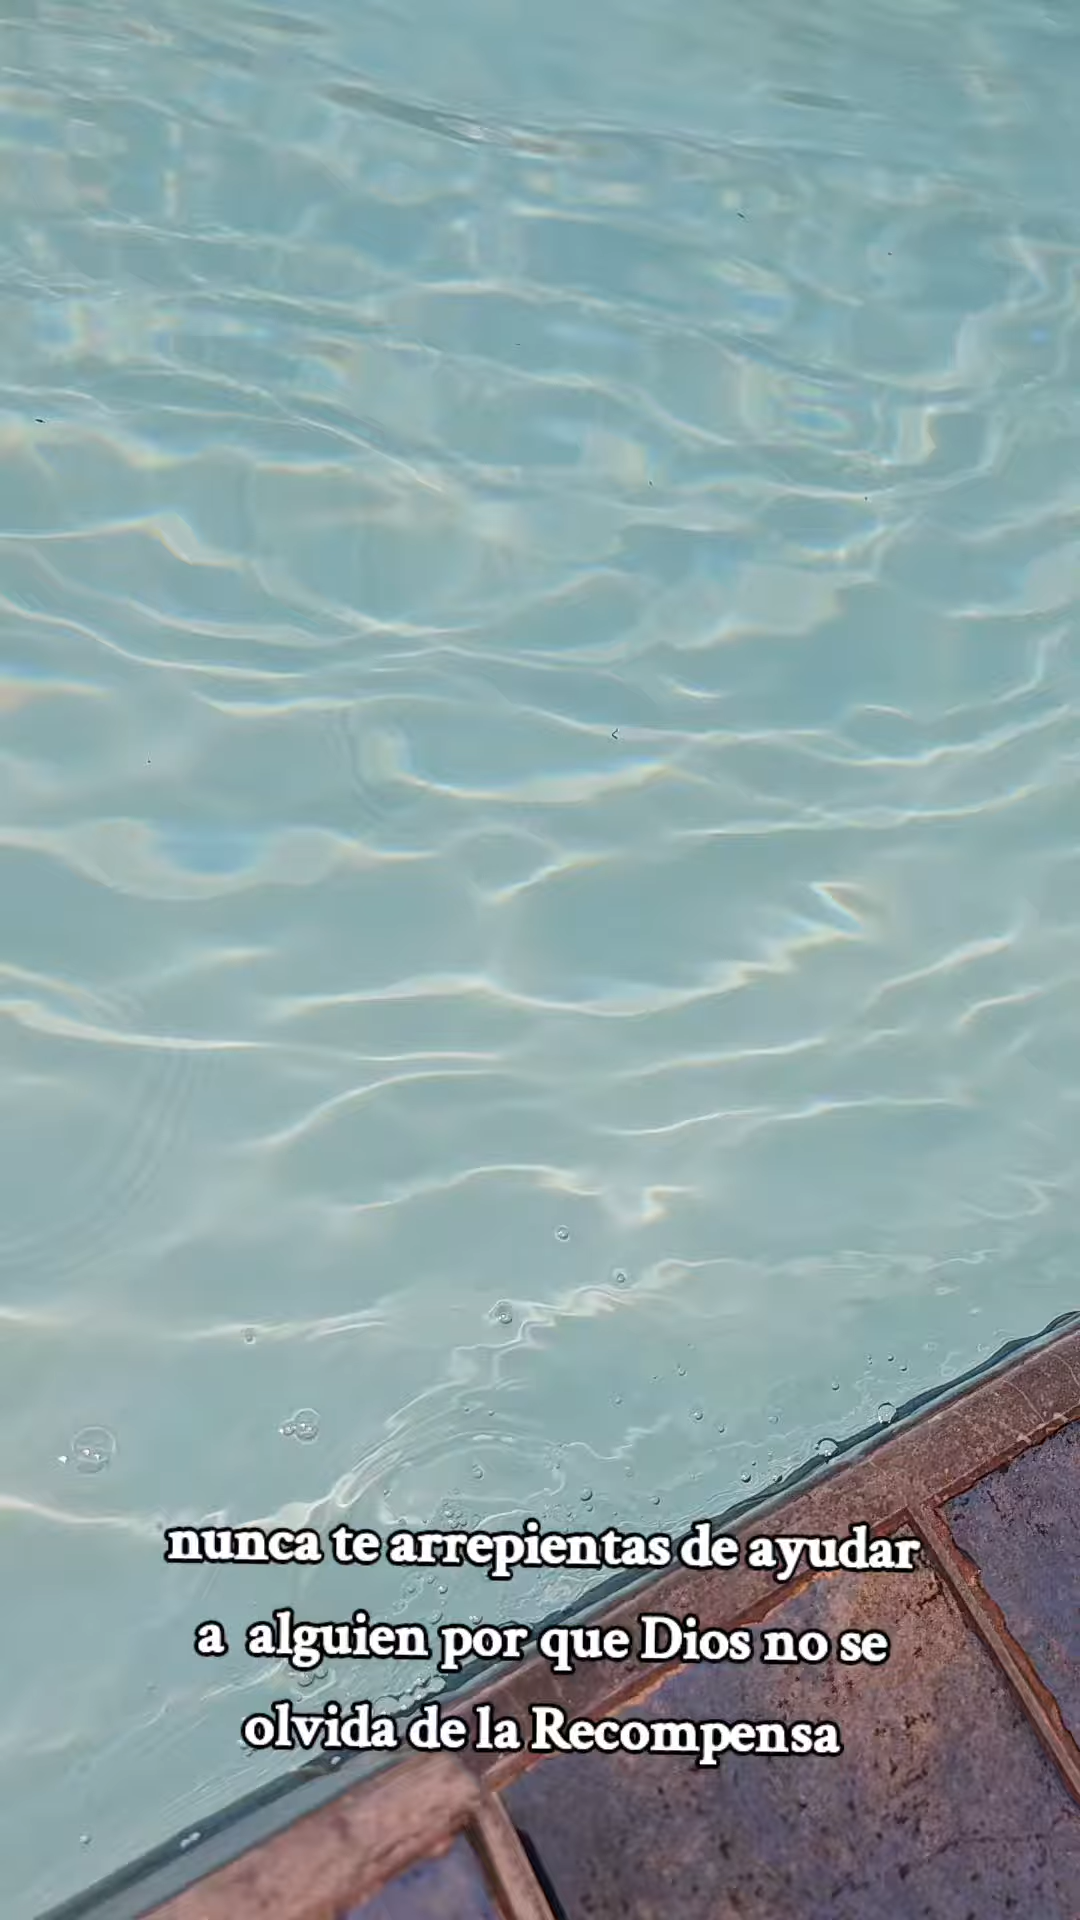 nunca te arrepientas de ayudar
a alguien por que Dios no se
olvida de la Recompensa